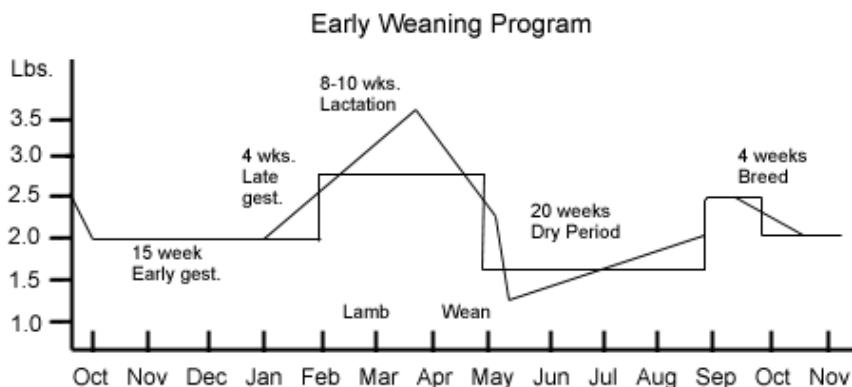 Early Weaning Program
Lbs.
8-10 wks.
Lactation
3.5
3.0
4 wks.
Late
gest.
4 weeks
Breed
2.5
20 weeks
Dry Period
2.0
15 week
Early gest.
1.5
Lamb
Wean
1.0
Oct Nov Dec Jan Feb Mar Apr May Jun Jul Aug Sep Oct Nov